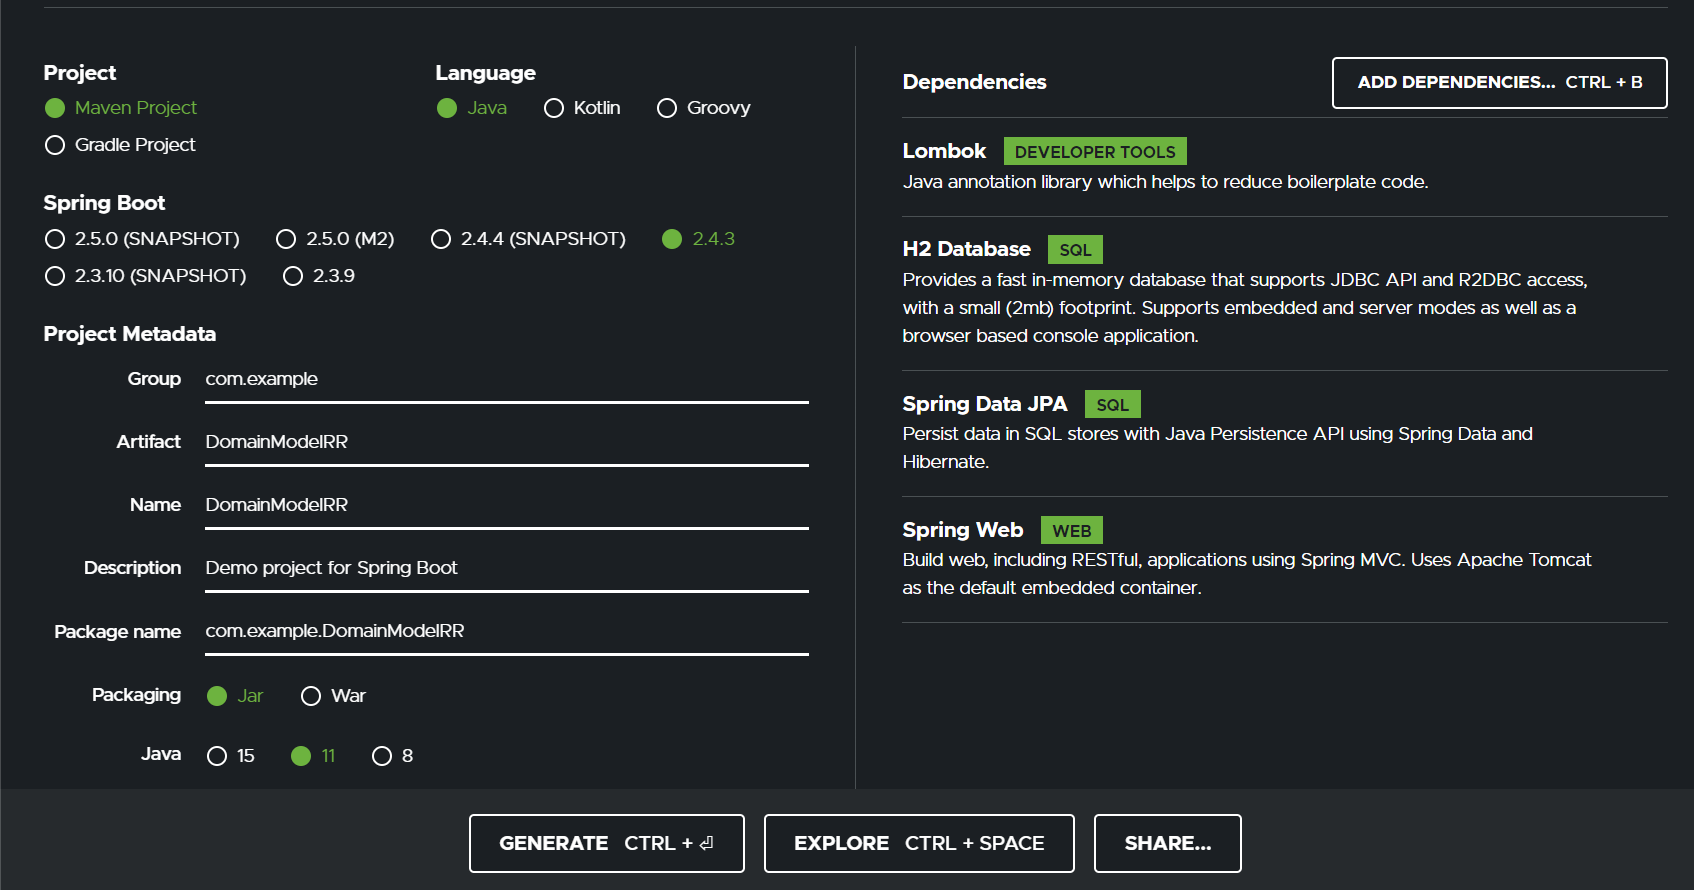 Project
Maven Project
Gradle Project
Language
Java Kotlin Groovy
Spring Boot
2.5.0 (SNAPSHOT) 2.5.0 (M2) 2.4.4 (SNAPSHOT) 2.4.3
2.3.10 (SNAPSHOT) 2.3.9
Project Metadata
Group com.example
Artifact DomainModelRR
Name DomainModelRR
Description Demo project for Spring Boot
Package name com.example.DomainModelRR
Packaging Jar War
Java 15 11 8
Dependencies ADD DEPENDENCIES... CTRL + B
Lombok DEVELOPER TOOLS
Java annotation library which helps to reduce boilerplate code.
H2 Database SQL
Provides a fast in-memory database that supports JDBC API and R2DBC access,
with a small (2mb) footprint. Supports embedded and server modes as well as a
browser based console application.
Spring Data JPA SQL
Persist data in SQL stores with Java Persistence API using Spring Data and
Hibernate.
Spring Web WEB
Build web, including RESTful, applications using Spring MVC. Uses Apache Tomcat
as the default embedded container.
GENERATE CTRL + ⏎ EXPLORE CTRL + SPACE SHARE...